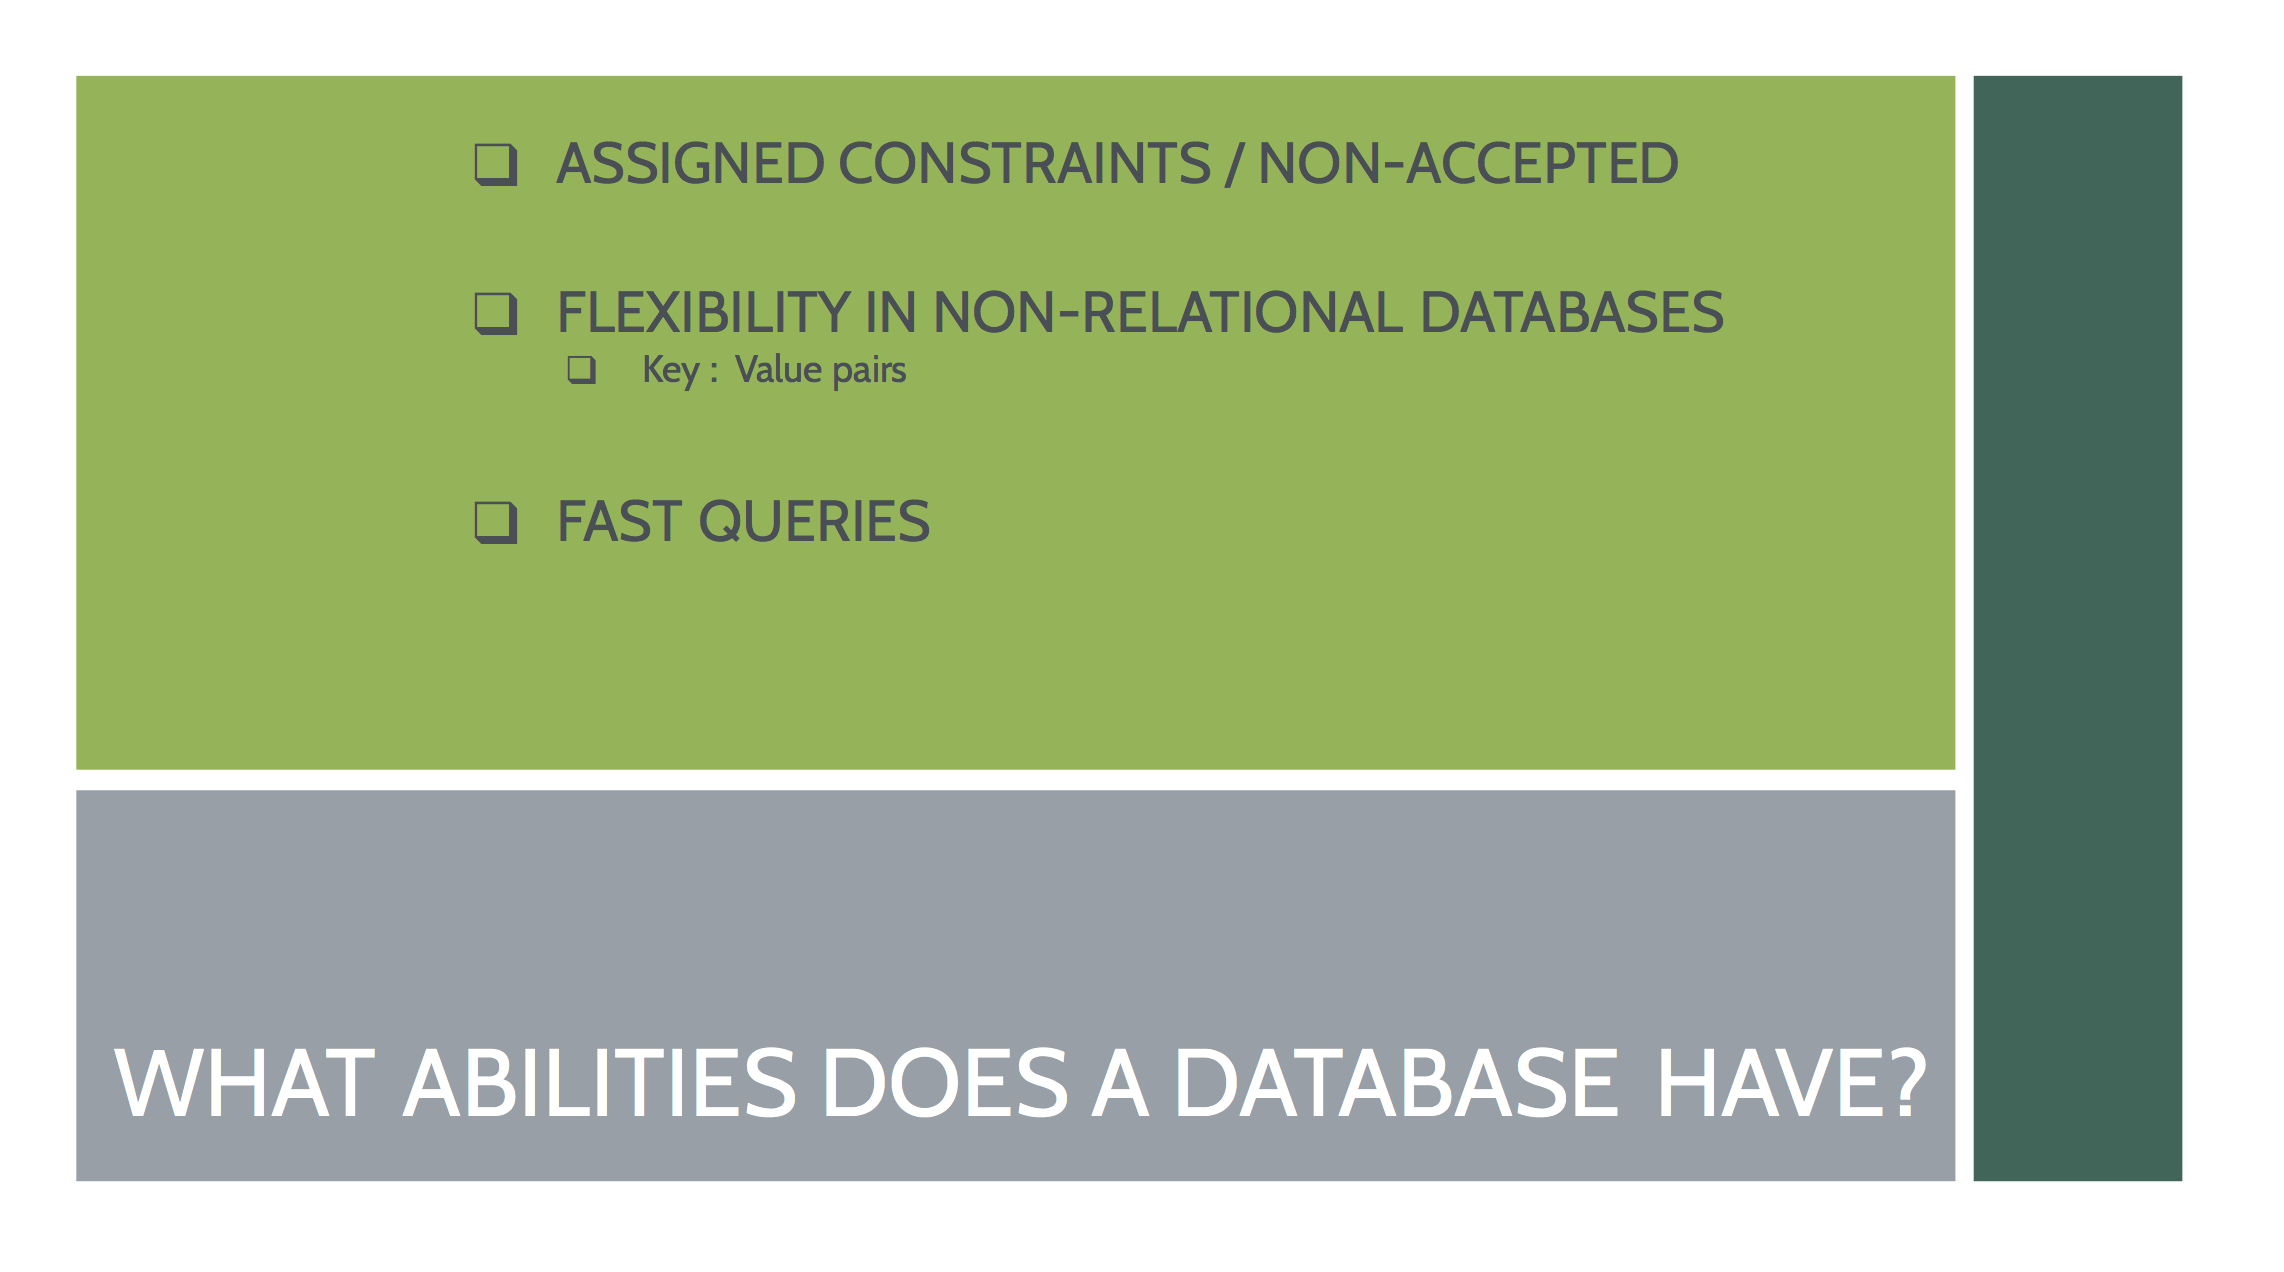 ❑ ASSIGNED CONSTRAINTS / NON-ACCEPTED
❑ FLEXIBILITY IN NON-RELATIONAL DATABASES
❑ Key : Value pairs
❑ FAST QUERIES
WHAT ABILITIES DOES A DATABASE HAVE?